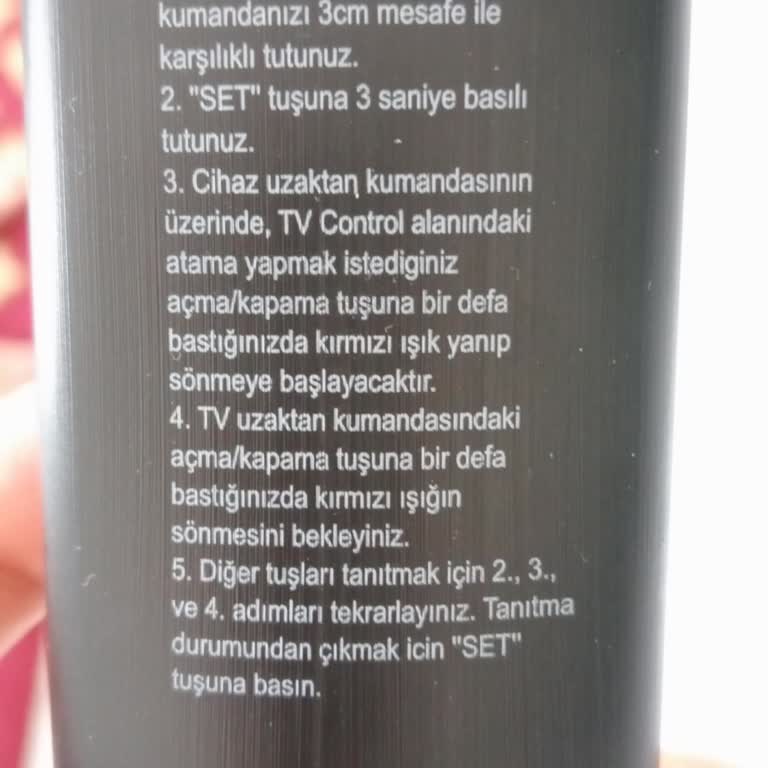 kumandanızı 3cm mesafe ile
karşılıklı tutunuz.
2. "SET" tuşuna 3 saniye basılı
tutunuz.
3. Cihaz uzaktan kumandasının
üzerinde, TV Control alanındaki
atama yapmak istediginiz
açma/kapama tuşuna bir defa
bastığınızda kırmızı ışık yanıp
sönmeye başlayacaktır.
4. TV uzaktan kumandasındaki
açma/kapama tuşuna bir defa
bastığınızda kırmızı ışığın
sönmesini bekleyiniz.
5. Diğer tuşları tanıtmak için 2., 3.,
ve 4. adımları tekrarlayınız. Tanıtma
durumundan çıkmak icin "SET"
tuşuna basın.